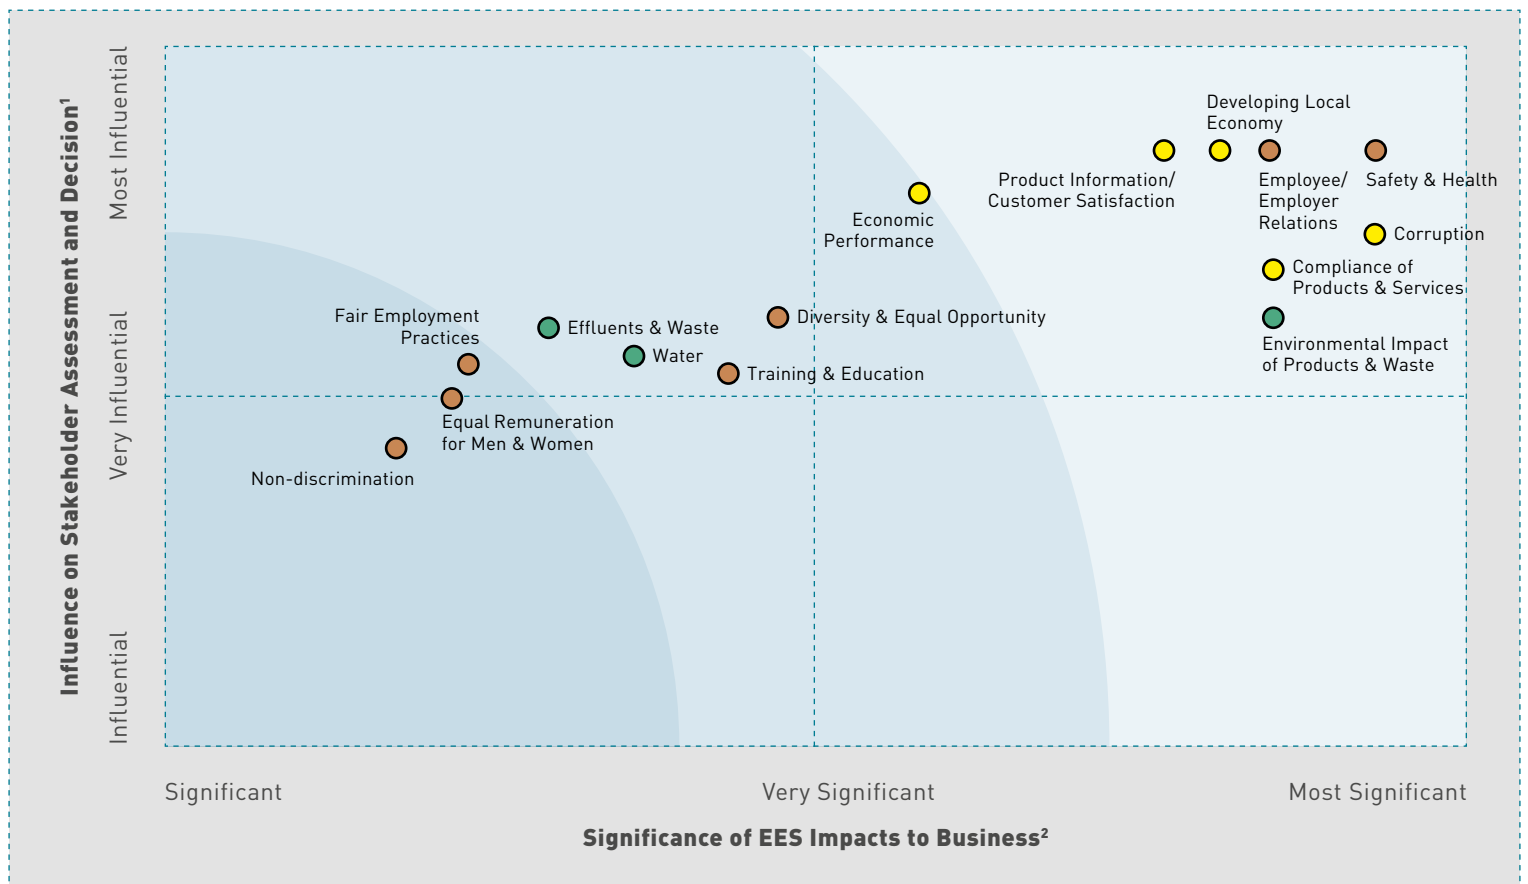 Influence on Stakeholder Assessment and Decision¹
Most Influential
Very Influential
Influential
Developing Local
Economy
Product Information/
Customer Satisfaction
Employee/
Employer
Relations
Safety & Health
Economic
Performance
Corruption
Compliance of
Products & Services
Fair Employment
Practices
Effluents & Waste
Diversity & Equal Opportunity
Water
Environmental Impact
of Products & Waste
Training & Education
Equal Remuneration
for Men & Women
Non-discrimination
Significant
Very Significant
Most Significant
Significance of EES Impacts to Business²